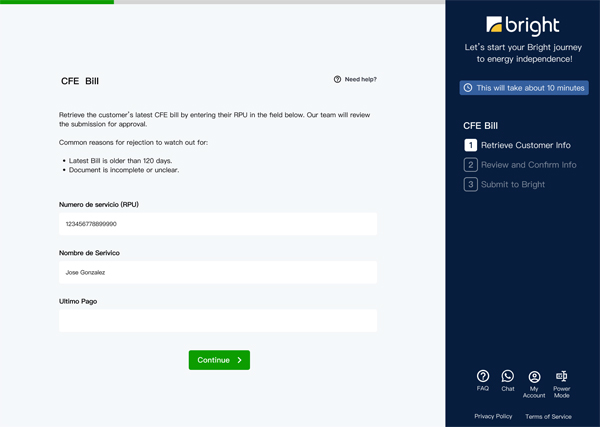 CFE Bill
Need help?
Retrieve the customer's latest CFE bill by entering their RPU in the field below. Our team will review
the submission for approval.
Common reasons for rejection to watch out for:
• Latest Bill is older than 120 days.
• Document is incomplete or unclear.
Numero de servicio (RPU)
123456778899990
Nombre de Serivico
Jose Gonzalez
Ultimo Pago
Continue
bright
Let's start your Bright journey
to energy independence!
This will take about 10 minutes
CFE Bill
1 Retrieve Customer Info
2 Review and Confirm Info
3 Submit to Bright
FAQ
Chat
My
Account
Power
Mode
Privacy Policy
Terms of Service